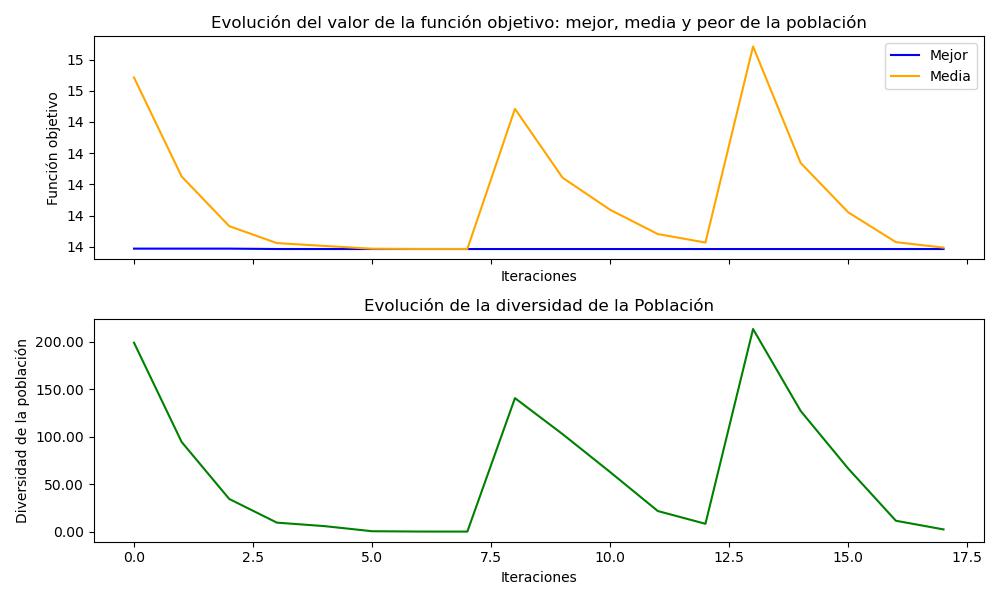 Evolución del valor de la función objetivo: mejor, media y peor de la población
Función objetivo
15
15
14
14
14
14
14
Mejor
Media
Iteraciones
Evolución de la diversidad de la Población
Diversidad de la población
200.00
150.00
100.00
50.00
0.00
0.0 2.5 5.0 7.5 10.0 12.5 15.0 17.5
Iteraciones